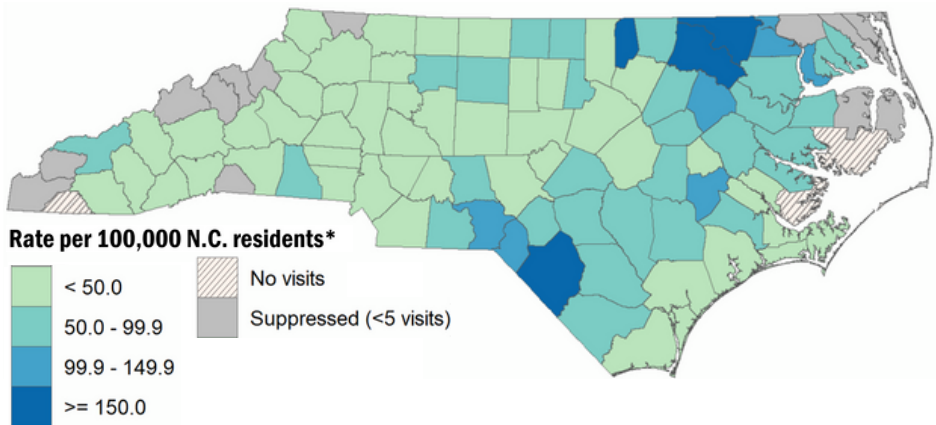 Rate per 100,000 N.C. residents*
< 50.0
50.0 - 99.9
99.9 - 149.9
>= 150.0
No visits
Suppressed (<5 visits)